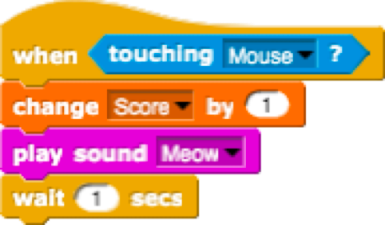 when touching Mouse ?
change Score by 1
play sound Meow
wait 1 secs